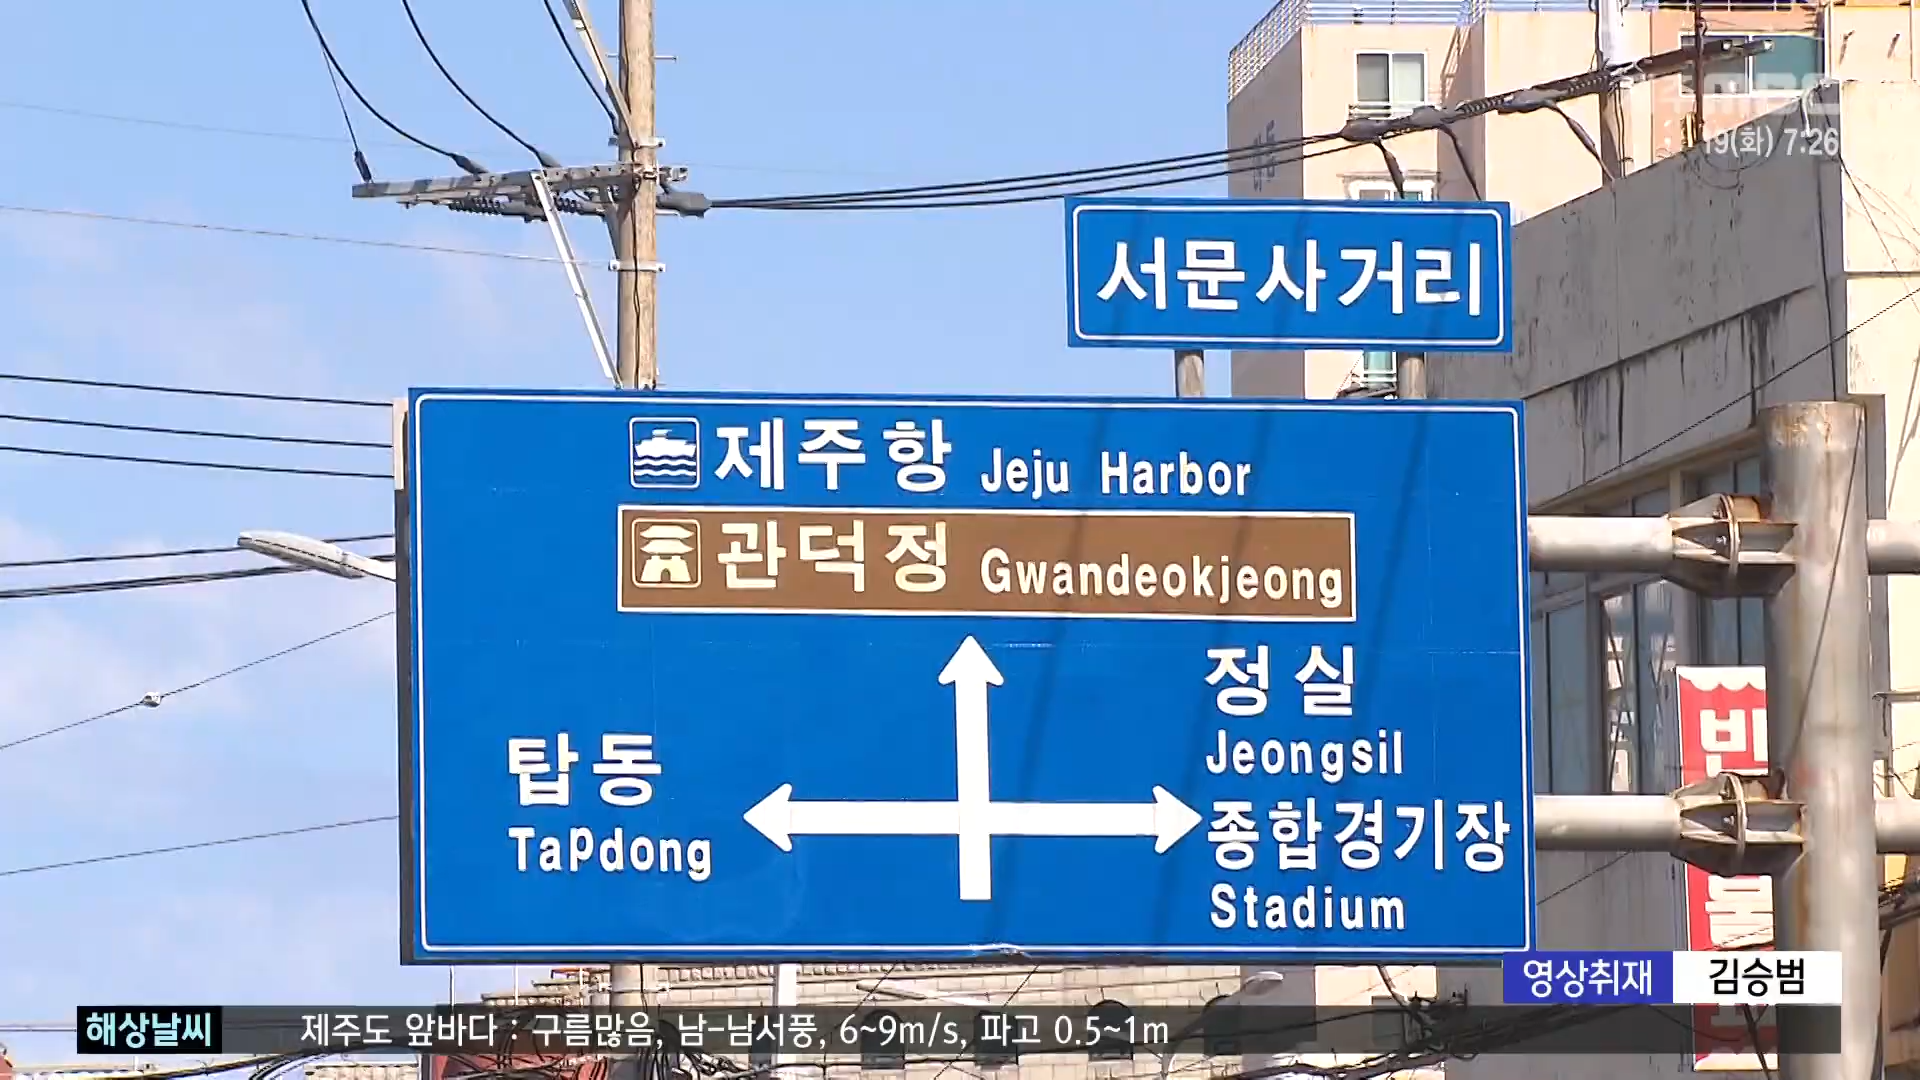 MBC
19(화) 7:26
서문사거리
제주항 Jeju Harbor
관덕정 Gwandeokjeong
정실
Jeongsil
탑동
TaPdong
종합경기장
Stadium
영상취재 김승범
해상날씨 제주도 앞바다 : 구름많음, 남-남서풍, 6~9m/s, 파고 0.5~1m